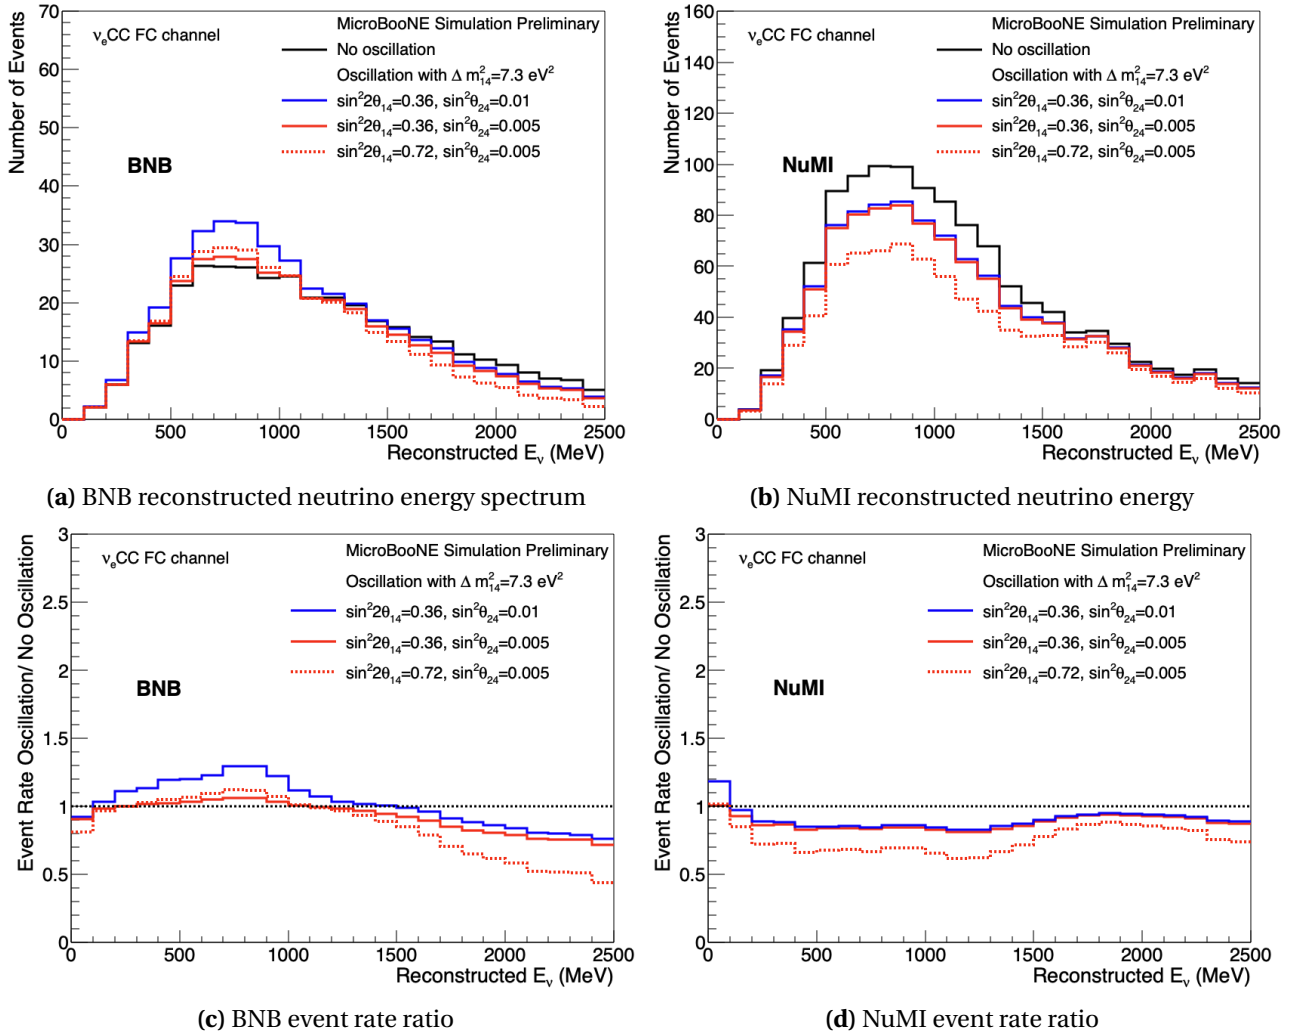 MicroBooNE Simulation Preliminary
νₑCC FC channel
No oscillation
Oscillation with Δ m²₁₄=7.3 eV²
sin²2θ₁₄=0.36, sin²θ₂₄=0.01
sin²2θ₁₄=0.36, sin²θ₂₄=0.005
sin²2θ₁₄=0.72, sin²θ₂₄=0.005
BNB
Number of Events
70
60
50
40
30
20
10
0
0 500 1000 1500 2000 2500
Reconstructed Eν (MeV)
(a) BNB reconstructed neutrino energy spectrum
MicroBooNE Simulation Preliminary
νₑCC FC channel
No oscillation
Oscillation with Δ m²₁₄=7.3 eV²
sin²2θ₁₄=0.36, sin²θ₂₄=0.01
sin²2θ₁₄=0.36, sin²θ₂₄=0.005
sin²2θ₁₄=0.72, sin²θ₂₄=0.005
NuMI
Number of Events
160
140
120
100
80
60
40
20
0
0 500 1000 1500 2000 2500
Reconstructed Eν (MeV)
(b) NuMI reconstructed neutrino energy
νₑCC FC channel
MicroBooNE Simulation Preliminary
Oscillation with Δ m²₁₄=7.3 eV²
sin²2θ₁₄=0.36, sin²θ₂₄=0.01
sin²2θ₁₄=0.36, sin²θ₂₄=0.005
sin²2θ₁₄=0.72, sin²θ₂₄=0.005
BNB
Event Rate Oscillation/ No Oscillation
3
2.5
2
1.5
1
0.5
0
0 500 1000 1500 2000 2500
Reconstructed Eν (MeV)
(c) BNB event rate ratio
νₑCC FC channel
MicroBooNE Simulation Preliminary
Oscillation with Δ m²₁₄=7.3 eV²
sin²2θ₁₄=0.36, sin²θ₂₄=0.01
sin²2θ₁₄=0.36, sin²θ₂₄=0.005
sin²2θ₁₄=0.72, sin²θ₂₄=0.005
NuMI
Event Rate Oscillation/ No Oscillation
3
2.5
2
1.5
1
0.5
0
0 500 1000 1500 2000 2500
Reconstructed Eν (MeV)
(d) NuMI event rate ratio